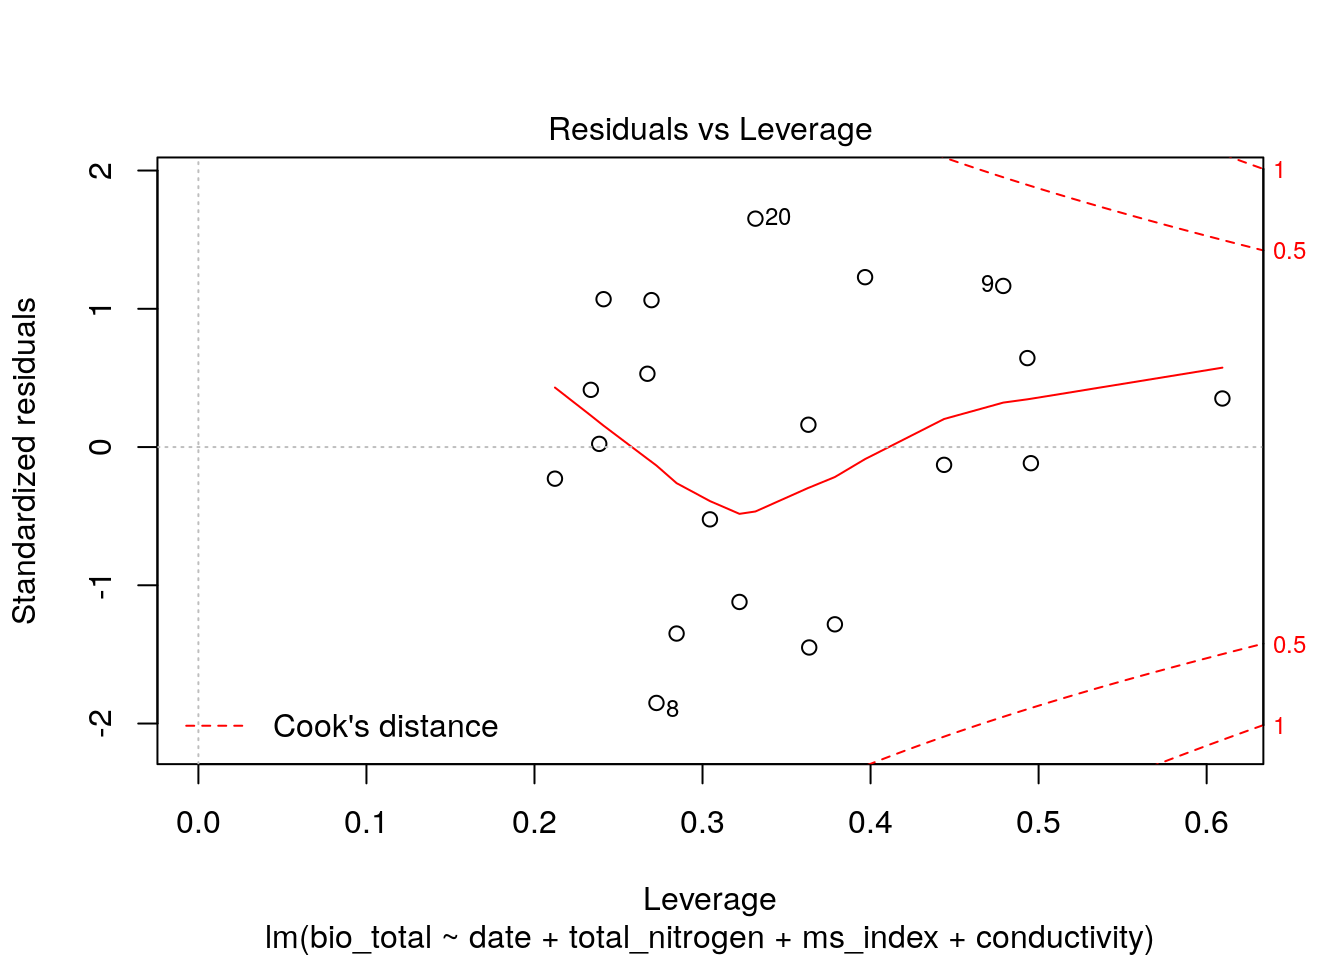 Residuals vs Leverage
Standardized residuals
2
1
0
-1
-2
20
9
8
1
0.5
0.5
1
Cook's distance
0.0 0.1 0.2 0.3 0.4 0.5 0.6
Leverage
lm(bio_total ~ date + total_nitrogen + ms_index + conductivity)